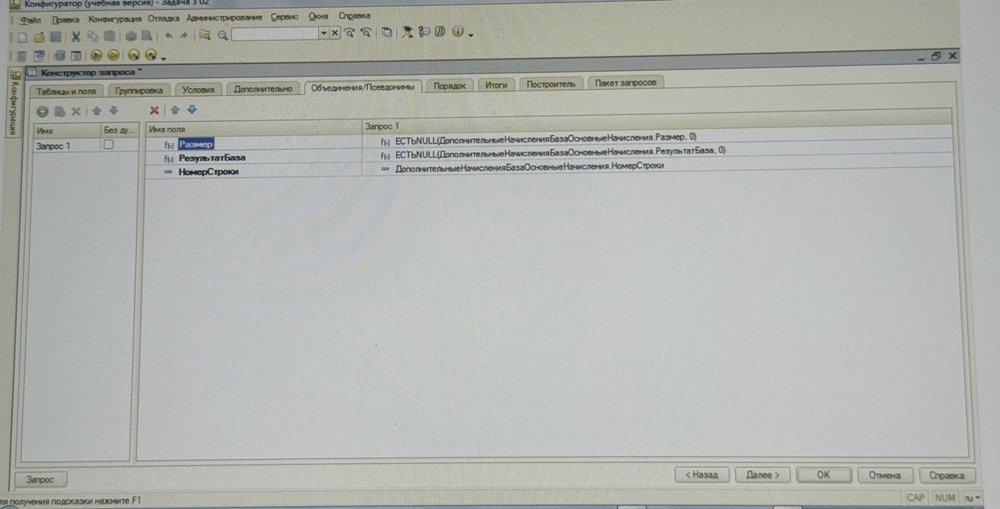 Конфигуратор (учебная версия) - Задача 3 02
Файл Правка Конфигурация Отладка Администрирование Сервис Окна Справка
Конструктор запроса *
Конфигурация
Таблицы и поля Группировка Условия Дополнительно Объединения/Псевдонимы Порядок Итоги Построитель Пакет запросов
Имя Без ду... Имя поля Запрос 1
Запрос 1 Размер ЕСТЬNULL(ДополнительныеНачисленияБазаОсновныеНачисления.Размер, 0)
РезультатБаза ЕСТЬNULL(ДополнительныеНачисленияБазаОсновныеНачисления.РезультатБаза, 0)
НомерСтроки ДополнительныеНачисленияБазаОсновныеНачисления.НомерСтроки
Запрос < Назад Далее > ОК Отмена Справка
ля получения подсказки нажмите F1 CAP NUM ru